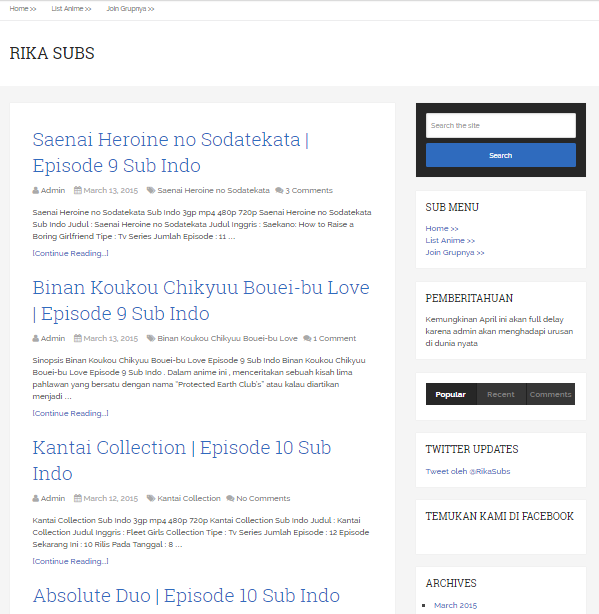 Home >> List Anime >> Join Grupnya >>
RIKA SUBS
Saenai Heroine no Sodatekata |
Episode 9 Sub Indo
Admin March 13, 2015 Saenai Heroine no Sodatekata 3 Comments
Saenai Heroine no Sodatekata Sub Indo 3gp mp4 480p 720p Saenai Heroine no Sodatekata
Sub Indo Judul : Saenai Heroine no Sodatekata Judul Inggris : Saekano: How to Raise a
Boring Girlfriend Tipe : Tv Series Jumlah Episode : 11 ...
[Continue Reading...]
Binan Koukou Chikyuu Bouei-bu Love
| Episode 9 Sub Indo
Admin March 13, 2015 Binan Koukou Chikyuu Bouei-bu Love 1 Comment
Sinopsis Binan Koukou Chikyuu Bouei-bu Love Episode 9 Sub Indo Binan Koukou Chikyuu
Bouei-bu Love Episode 9 Sub Indo . Dalam anime ini , menceritakan sebuah kisah lima
pahlawan yang bersatu dengan nama “Protected Earth Club's” atau kalau diartikan
menjadi ...
[Continue Reading...]
Kantai Collection | Episode 10 Sub
Indo
Admin March 12, 2015 Kantai Collection No Comments
Kantai Collection Sub Indo 3gp mp4 480p 720p Kantai Collection Sub Indo Judul : Kantai
Collection Judul Inggris : Fleet Girls Collection Tipe : Tv Series Jumlah Episode : 12 Episode
Sekarang Ini : 10 Rilis Pada Tanggal : 8 ...
[Continue Reading...]
Absolute Duo | Episode 10 Sub Indo
Search the site
Search
SUB MENU
Home >>
List Anime >>
Join Grupnya >>
PEMBERITAHUAN
Kemungkinan April ini akan full delay
karena admin akan menghadapi urusan
di dunia nyata
Popular Recent Comments
TWITTER UPDATES
Tweet oleh @RikaSubs
TEMUKAN KAMI DI FACEBOOK
ARCHIVES
March 2015